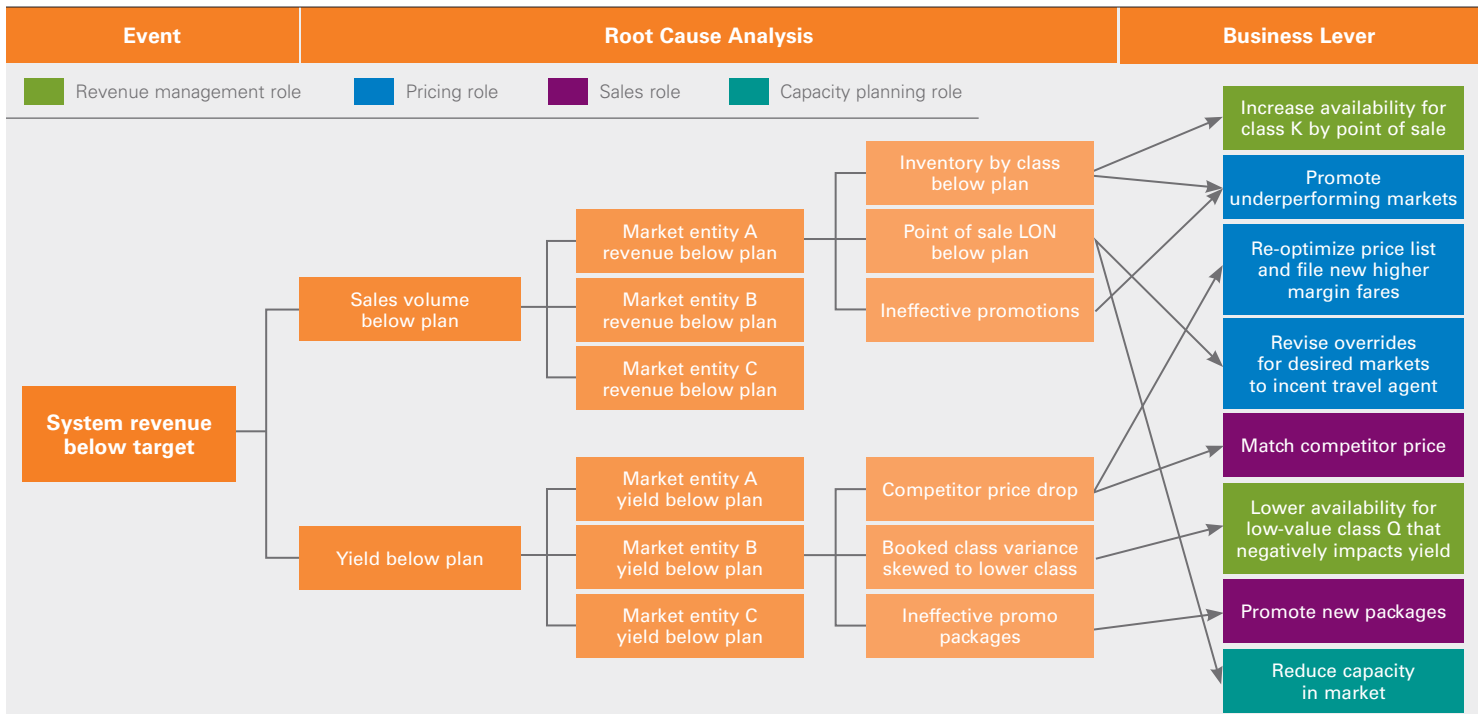 Event
Root Cause Analysis
Business Lever
Revenue management role
Pricing role
Sales role
Capacity planning role
System revenue
below target
Sales volume
below plan
Yield below plan
Market entity A
revenue below plan
Market entity B
revenue below plan
Market entity C
revenue below plan
Market entity A
yield below plan
Market entity B
yield below plan
Market entity C
yield below plan
Inventory by class
below plan
Point of sale LON
below plan
Ineffective promotions
Competitor price drop
Booked class variance
skewed to lower class
Ineffective promo
packages
Increase availability for
class K by point of sale
Promote
underperforming markets
Re-optimize price list
and file new higher
margin fares
Revise overrides
for desired markets
to incent travel agent
Match competitor price
Lower availability for
low-value class Q that
negatively impacts yield
Promote new packages
Reduce capacity
in market